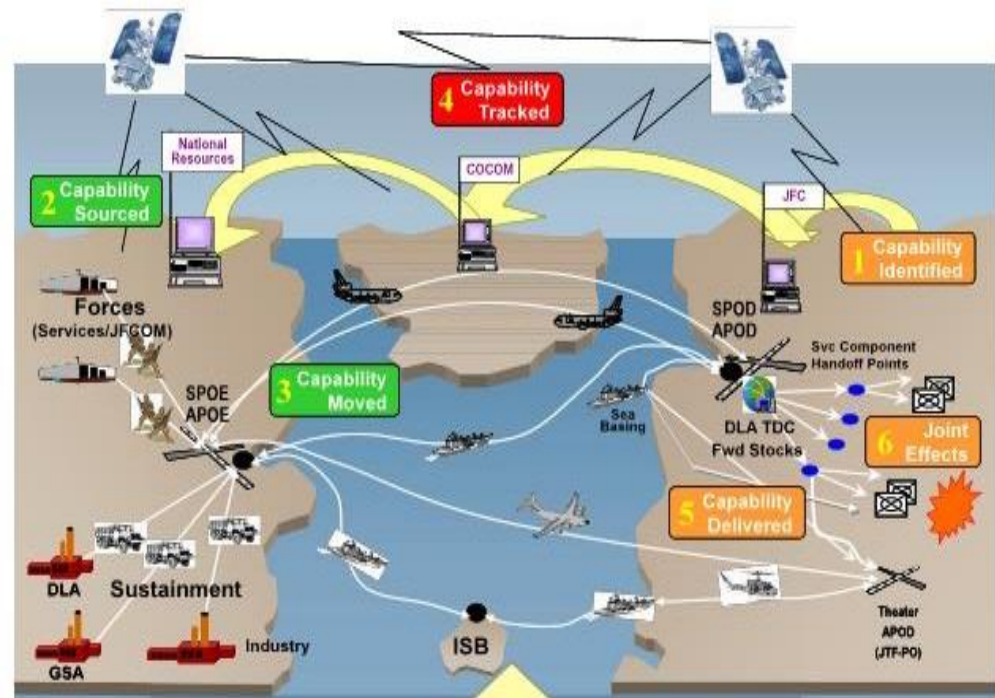 4 Capability
Tracked
National
Resources
COCOM
JFC
2 Capability
Sourced
1 Capability
Identified
Forces
(Services/JFCOM)
SPOD
APOD
Svc Component
Handoff Points
3 Capability
Moved
SPOE
APOE
Sea
Basing
DLA TDC
Fwd Stocks
6 Joint
Effects
5 Capability
Delivered
DLA
Sustainment
GSA
Industry
ISB
Theater
APOD
(JTF-PO)